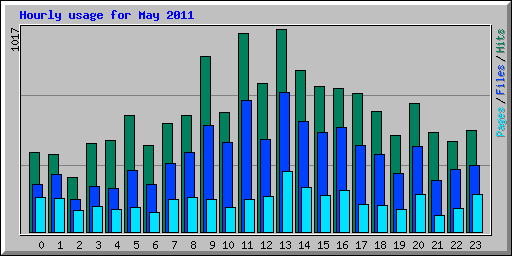 Hourly usage for May 2011
1017
Pages/Files/Hits
0 1 2 3 4 5 6 7 8 9 10 11 12 13 14 15 16 17 18 19 20 21 22 23